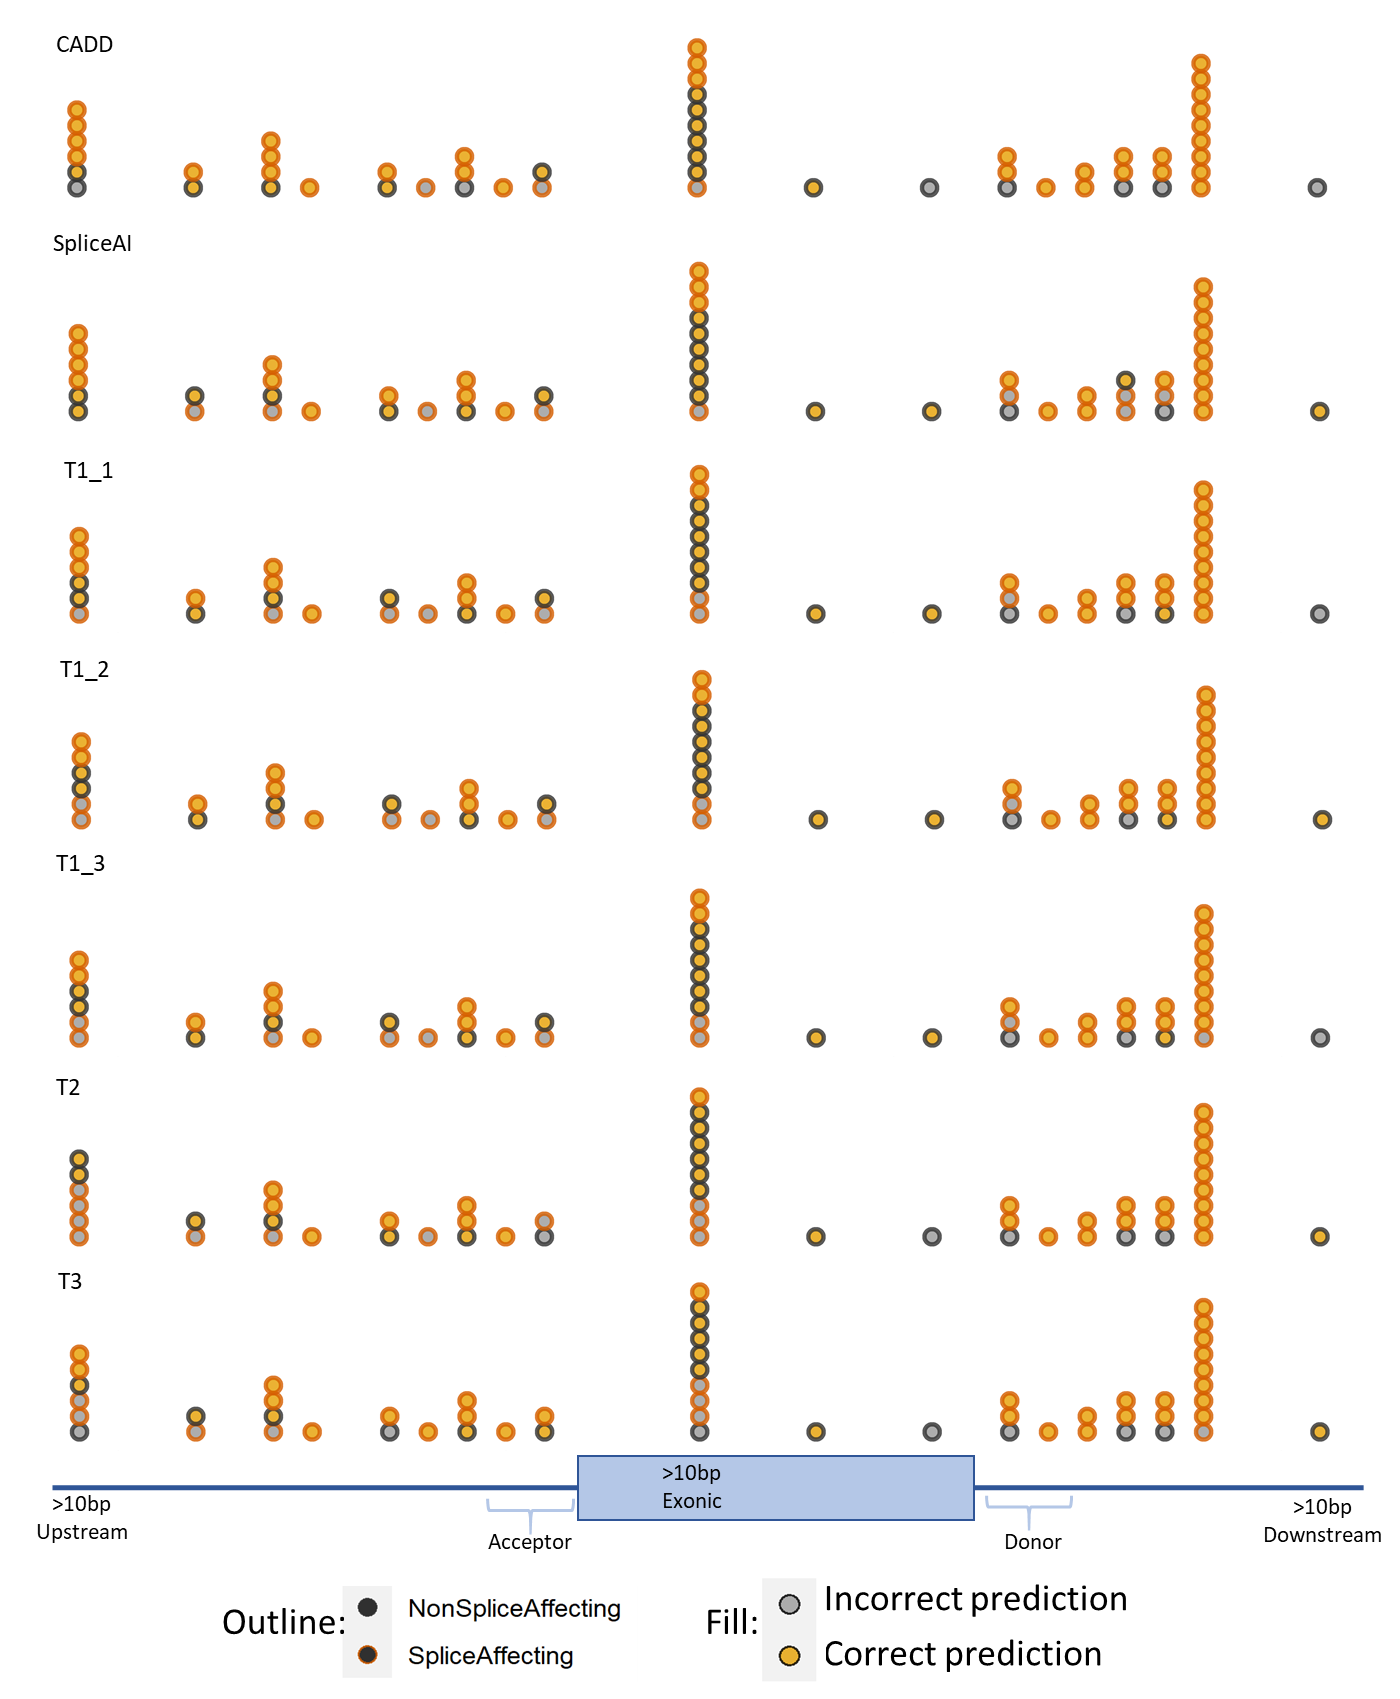 CADD
SpliceAI
T1_1
T1_2
T1_3
T2
T3
>10bp
Exonic
>10bp
Upstream
Acceptor
Donor
>10bp
Downstream
Outline:
NonSpliceAffecting
SpliceAffecting
Fill:
Incorrect prediction
Correct prediction